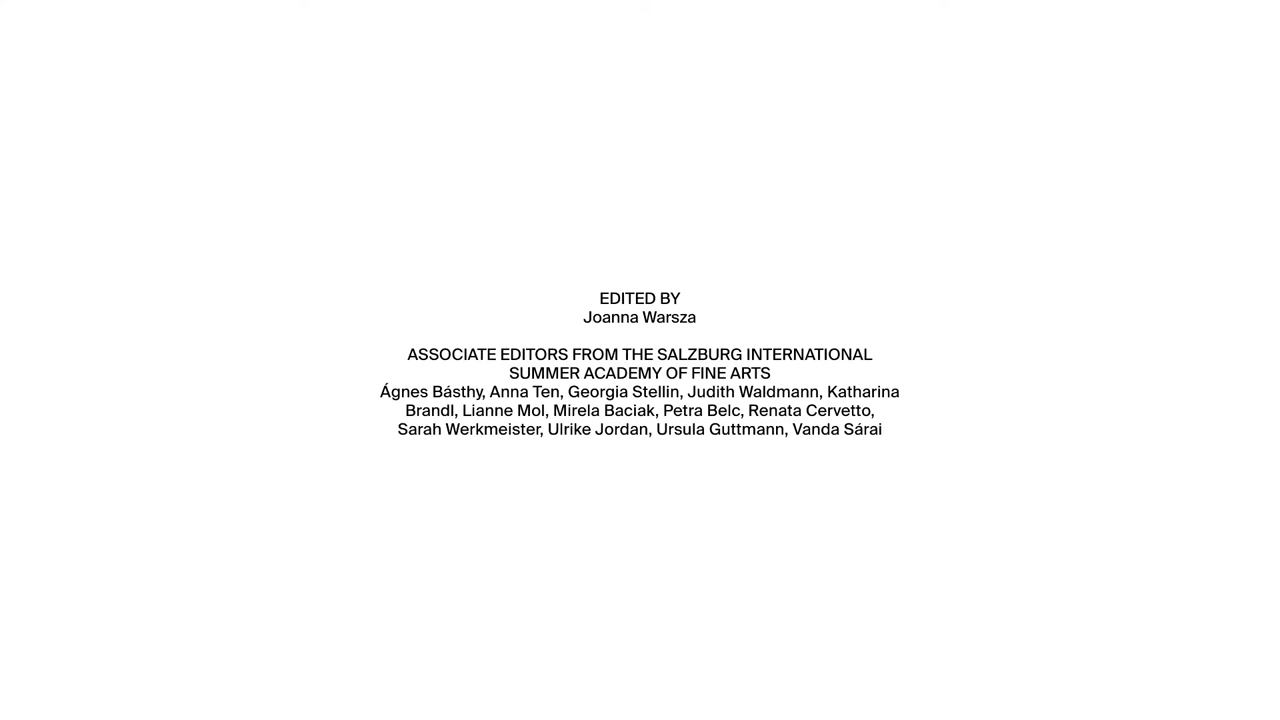 EDITED BY
Joanna Warsza
ASSOCIATE EDITORS FROM THE SALZBURG INTERNATIONAL
SUMMER ACADEMY OF FINE ARTS
Ágnes Básthy, Anna Ten, Georgia Stellin, Judith Waldmann, Katharina
Brandl, Lianne Mol, Mirela Baciak, Petra Belc, Renata Cervetto,
Sarah Werkmeister, Ulrike Jordan, Ursula Guttmann, Vanda Sárai